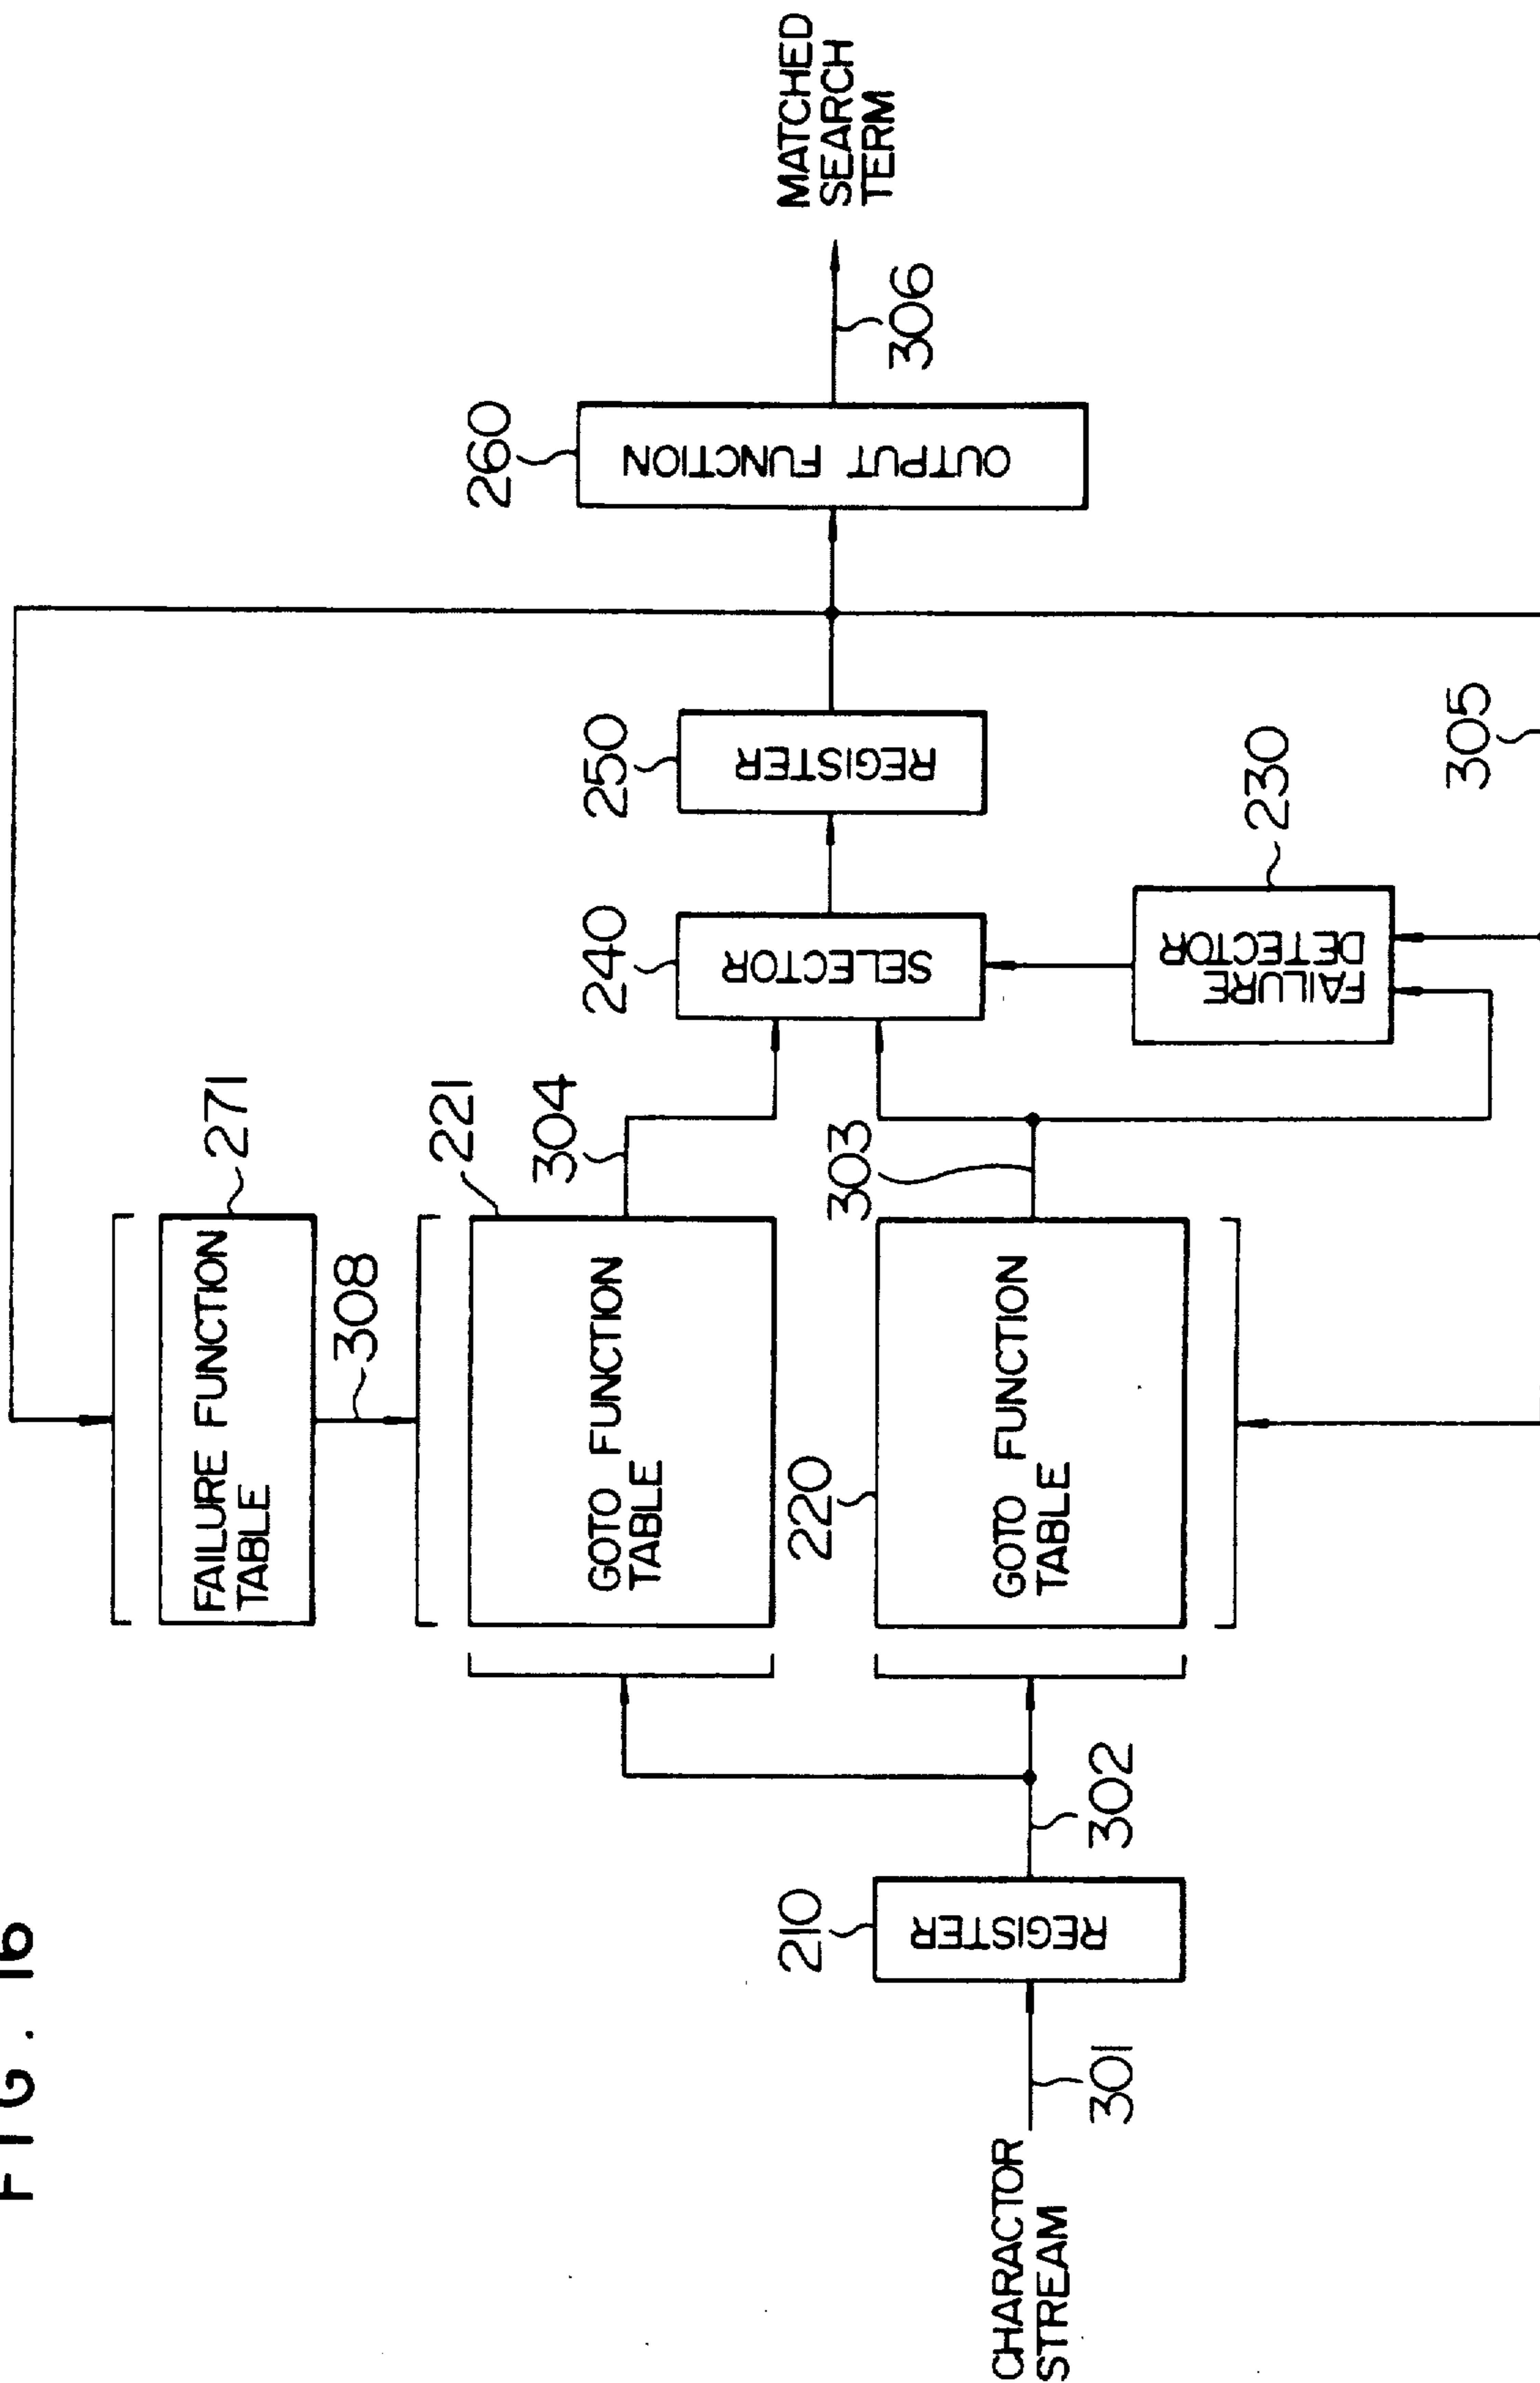 FIG. 16
FAILURE FUNCTION
TABLE
271
308
GOTO FUNCTION
TABLE
221
304
GOTO FUNCTION
TABLE
220
303
CHARACTOR
STREAM
301
REGISTER
210
302
SELECTOR
240
FAILURE
DETECTOR
230
REGISTER
250
305
OUTPUT FUNCTION
260
306
MATCHED
SEARCH
TERM